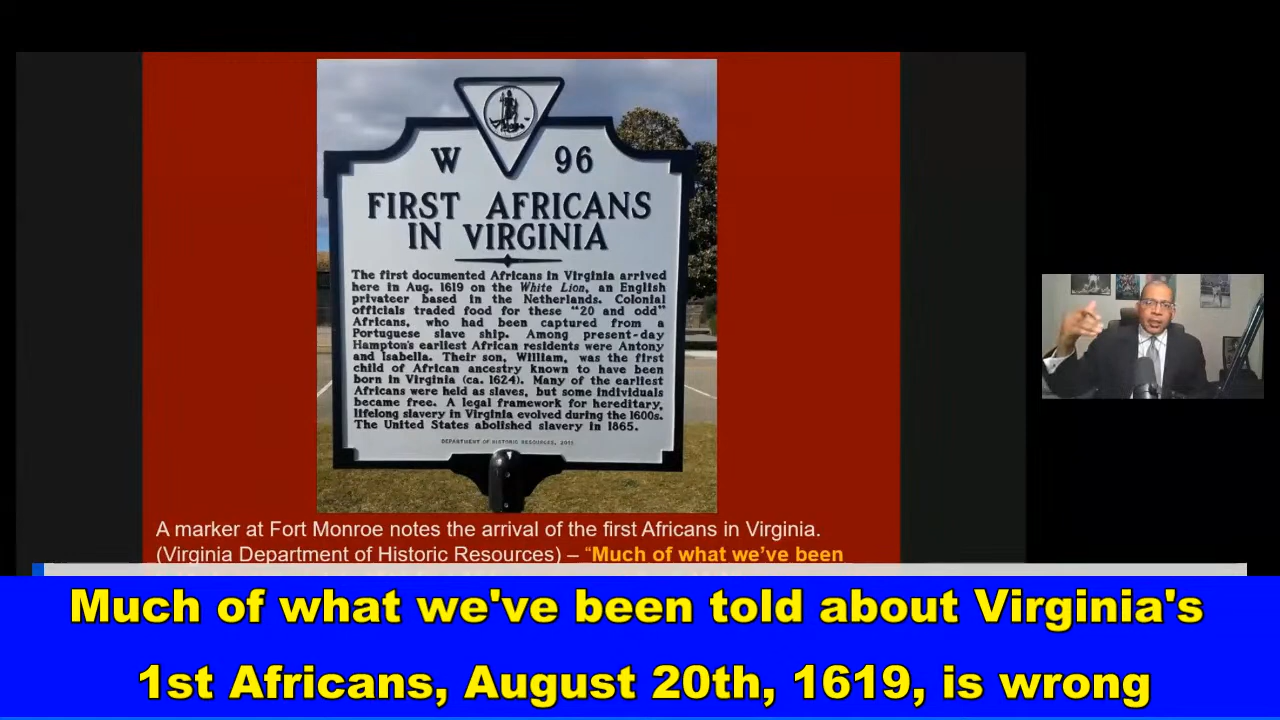 W 96
FIRST AFRICANS
IN VIRGINIA
The first documented Africans in Virginia arrived
here in Aug. 1619 on the White Lion, an English
privateer based in the Netherlands. Colonial
officials traded food for these “20 and odd”
Africans, who had been captured from a
Portuguese slave ship. Among present-day
Hampton's earliest African residents were Antony
and Isabella. Their son, William, was the first
child of African ancestry known to have been
born in Virginia (ca. 1624). Many of the earliest
Africans were held as slaves, but some individuals
became free. A legal framework for hereditary,
lifelong slavery in Virginia evolved during the 1600s.
The United States abolished slavery in 1865.
DEPARTMENT OF HISTORIC RESOURCES,
A marker at Fort Monroe notes the arrival of the first Africans in Virginia.
(Virginia Department of Historic Resources) – “Much of what we’ve been
Much of what we've been told about Virginia's
1st Africans, August 20th, 1619, is wrong